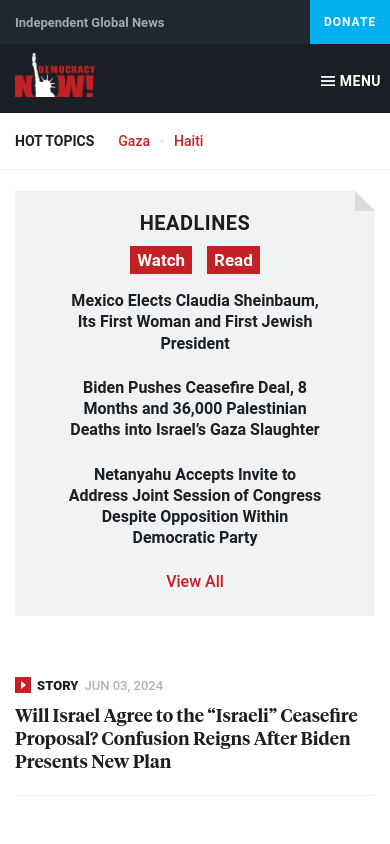 Independent Global News
DONATE
DEMOCRACY
NOW!
MENU
HOT TOPICS Gaza Haiti
HEADLINES
Watch Read
Mexico Elects Claudia Sheinbaum,
Its First Woman and First Jewish
President
Biden Pushes Ceasefire Deal, 8
Months and 36,000 Palestinian
Deaths into Israel’s Gaza Slaughter
Netanyahu Accepts Invite to
Address Joint Session of Congress
Despite Opposition Within
Democratic Party
View All
STORY JUN 03, 2024
Will Israel Agree to the “Israeli” Ceasefire
Proposal? Confusion Reigns After Biden
Presents New Plan